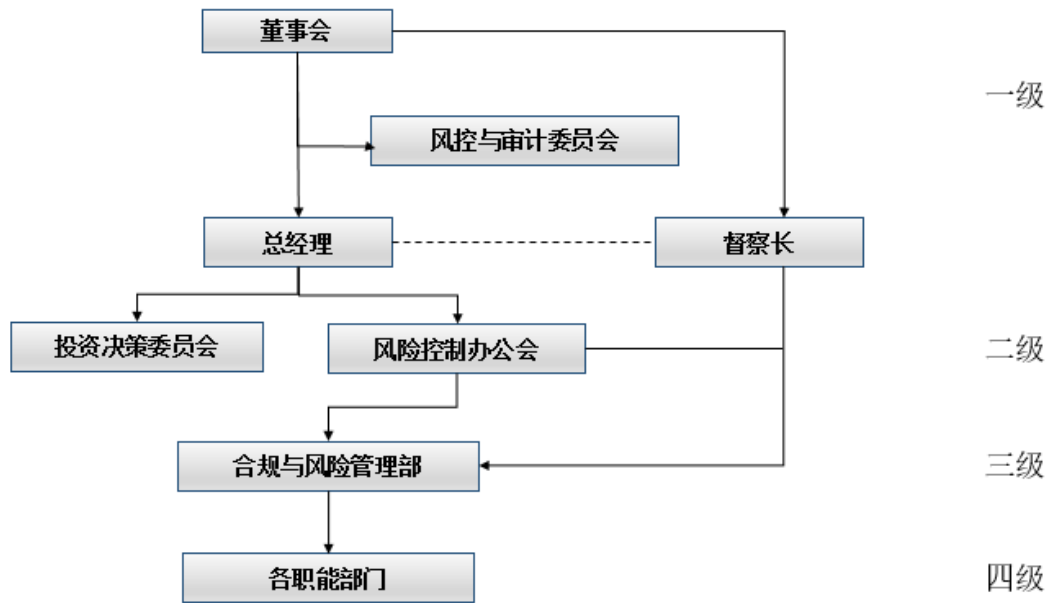 董事会
一级
风控与审计委员会
总经理
督察长
投资决策委员会
风险控制办公会
二级
合规与风险管理部
三级
各职能部门
四级